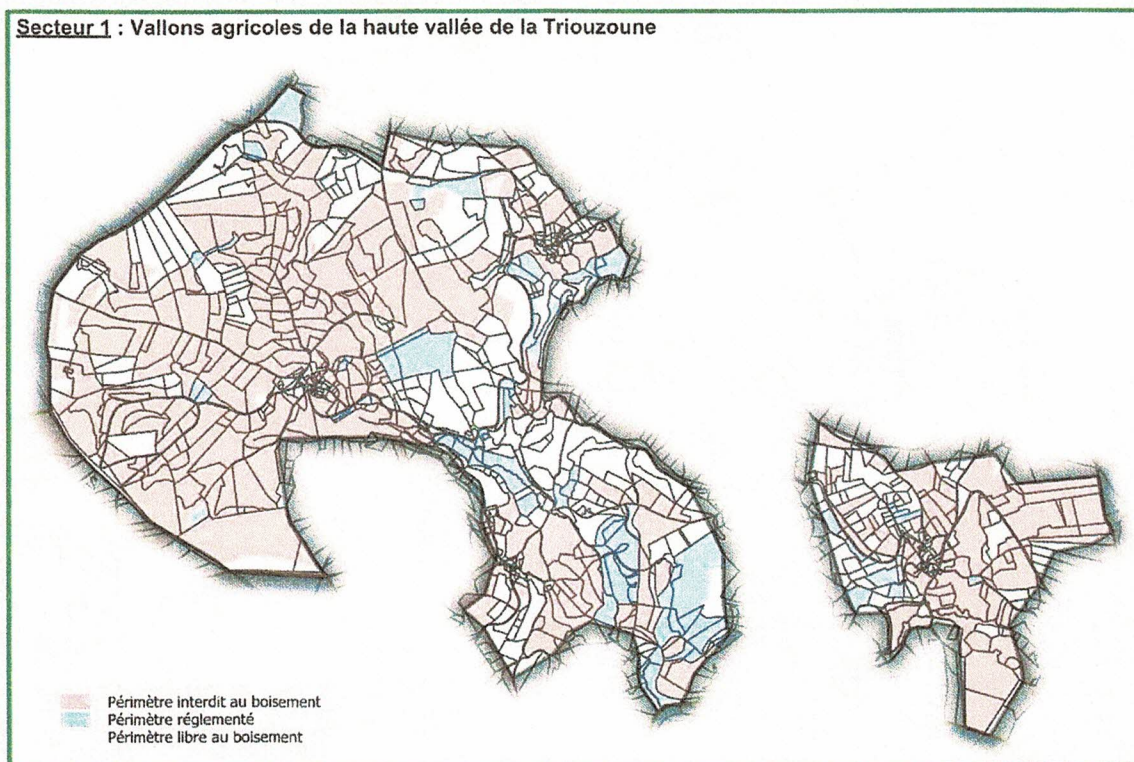 Secteur 1 : Vallons agricoles de la haute vallée de la Triouzoune
Périmètre interdit au boisement
Périmètre réglementé
Périmètre libre au boisement